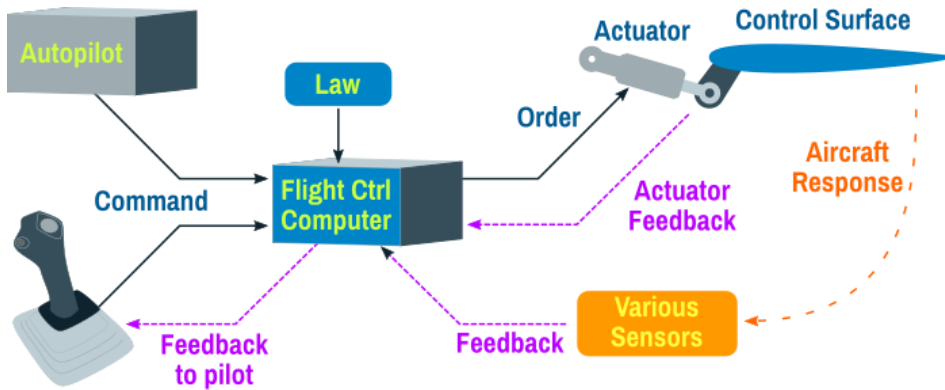 Autopilot
Law
Actuator
Control Surface
Order
Command
Flight Ctrl
Computer
Actuator
Feedback
Aircraft
Response
Various
Sensors
Feedback
Feedback
to pilot